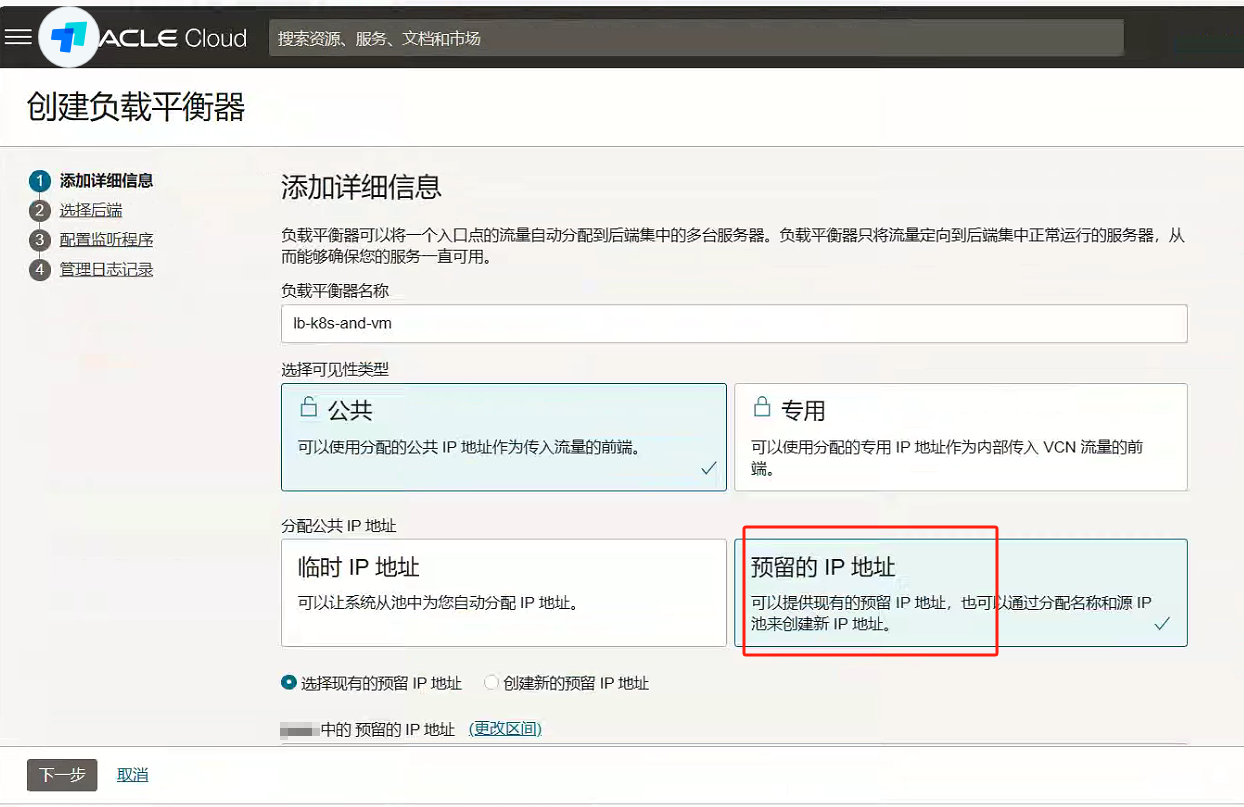 ACLE Cloud
搜索资源、服务、文档和市场
创建负载平衡器
1 添加详细信息
2 选择后端
3 配置监听程序
4 管理日志记录
添加详细信息
负载平衡器可以将一个入口点的流量自动分配到后端集中的多台服务器。负载平衡器只将流量定向到后端集中正常运行的服务器，从
而能够确保您的服务一直可用。
负载平衡器名称
lb-k8s-and-vm
选择可见性类型
公共
可以使用分配的公共 IP 地址作为传入流量的前端。
专用
可以使用分配的专用 IP 地址作为内部传入 VCN 流量的前
端。
分配公共 IP 地址
临时 IP 地址
可以让系统从池中为您自动分配 IP 地址。
预留的 IP 地址
可以提供现有的预留 IP 地址，也可以通过分配名称和源 IP
池来创建新 IP 地址。
选择现有的预留 IP 地址
创建新的预留 IP 地址
中的 预留的 IP 地址 (更改区间)
下一步
取消